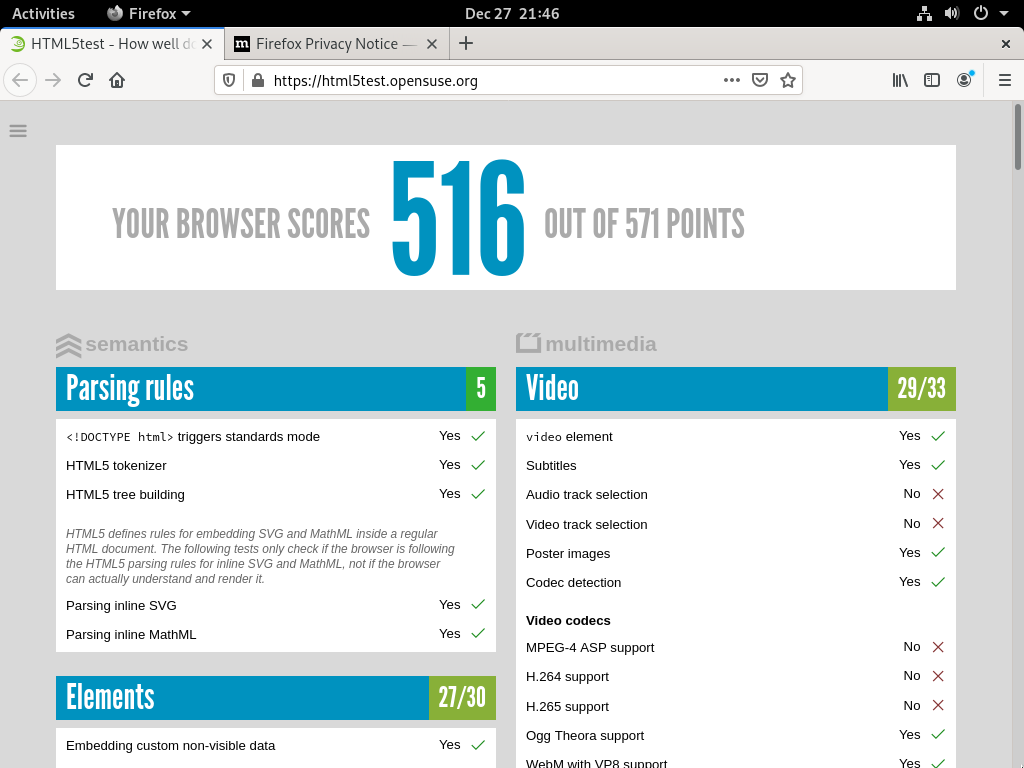 Activities Firefox Dec 27 21:46
HTML5test - How well do Firefox Privacy Notice —
https://html5test.opensuse.org
YOUR BROWSER SCORES 516 OUT OF 571 POINTS
semantics
Parsing rules 5
<!DOCTYPE html> triggers standards mode Yes
HTML5 tokenizer Yes
HTML5 tree building Yes
HTML5 defines rules for embedding SVG and MathML inside a regular
HTML document. The following tests only check if the browser is following
the HTML5 parsing rules for inline SVG and MathML, not if the browser
can actually understand and render it.
Parsing inline SVG Yes
Parsing inline MathML Yes
Elements 27/30
Embedding custom non-visible data Yes
multimedia
Video 29/33
video element Yes
Subtitles Yes
Audio track selection No
Video track selection No
Poster images Yes
Codec detection Yes
Video codecs
MPEG-4 ASP support No
H.264 support No
H.265 support No
Ogg Theora support Yes
WebM with VP8 support Yes